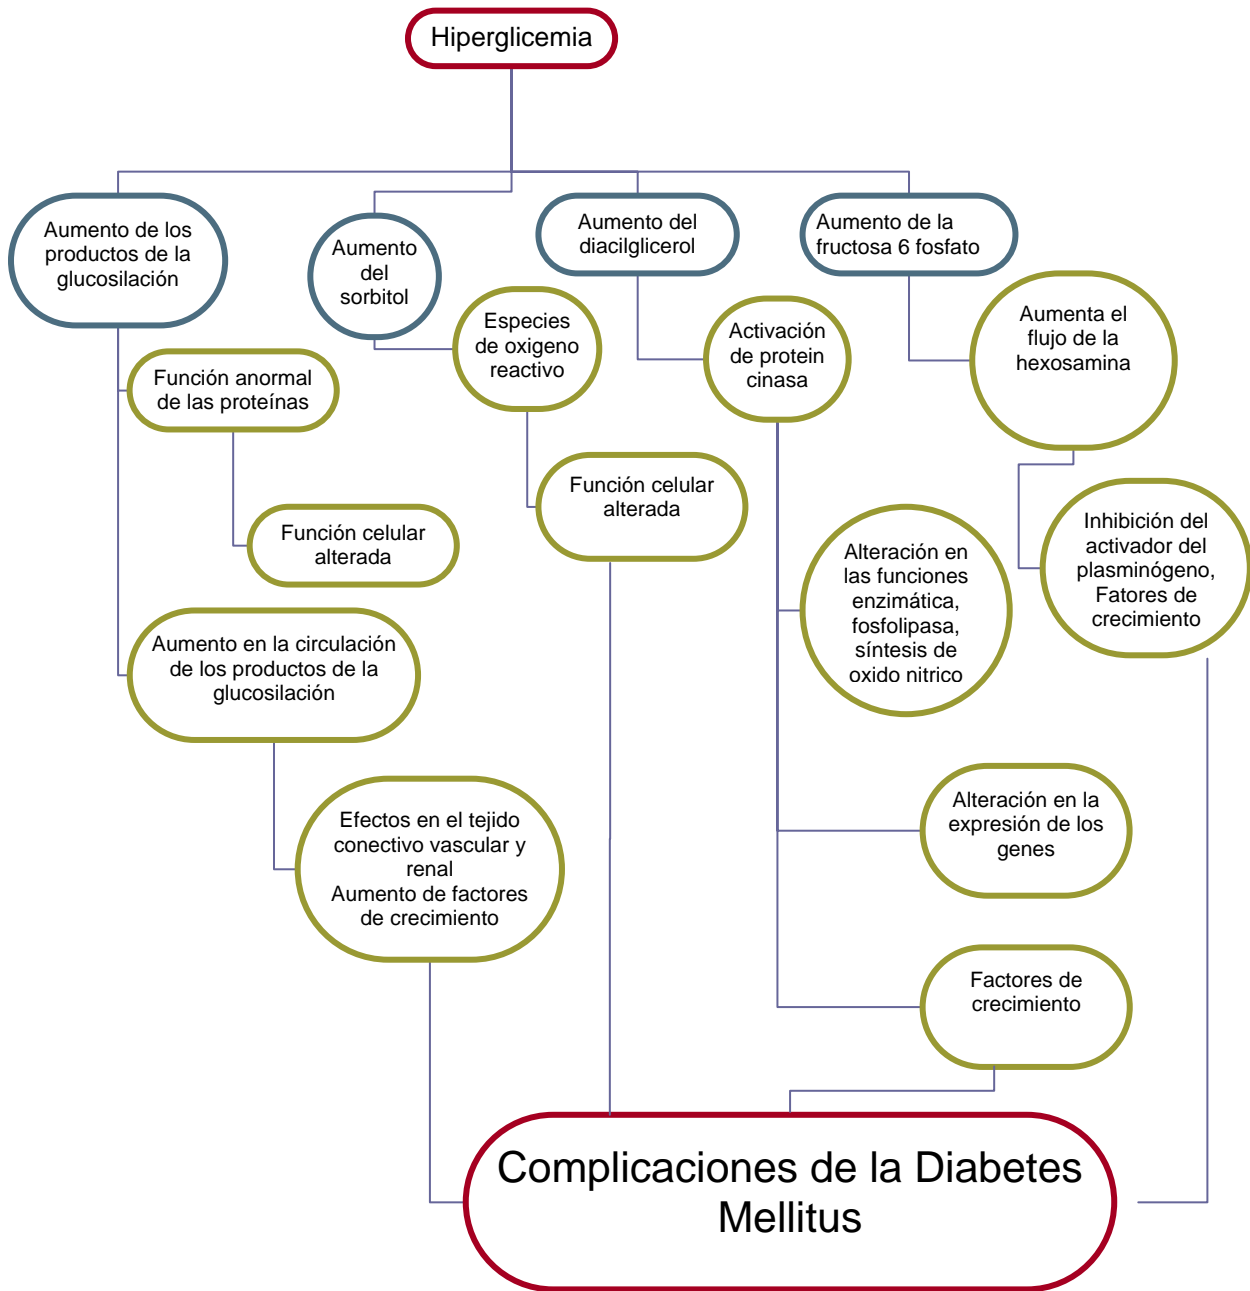 Hiperglicemia
Aumento de los
productos de la
glucosilación
Aumento
del
sorbitol
Aumento del
diacilglicerol
Aumento de la
fructosa 6 fosfato
Especies
de oxigeno
reactivo
Activación
de protein
cinasa
Aumenta el
flujo de la
hexosamina
Función anormal
de las proteínas
Función celular
alterada
Función celular
alterada
Alteración en
las funciones
enzimática,
fosfolipasa,
síntesis de
oxido nitrico
Inhibición del
activador del
plasminógeno,
Fatores de
crecimiento
Aumento en la circulación
de los productos de la
glucosilación
Efectos en el tejido
conectivo vascular y
renal
Aumento de factores
de crecimiento
Alteración en la
expresión de los
genes
Factores de
crecimiento
Complicaciones de la Diabetes
Mellitus